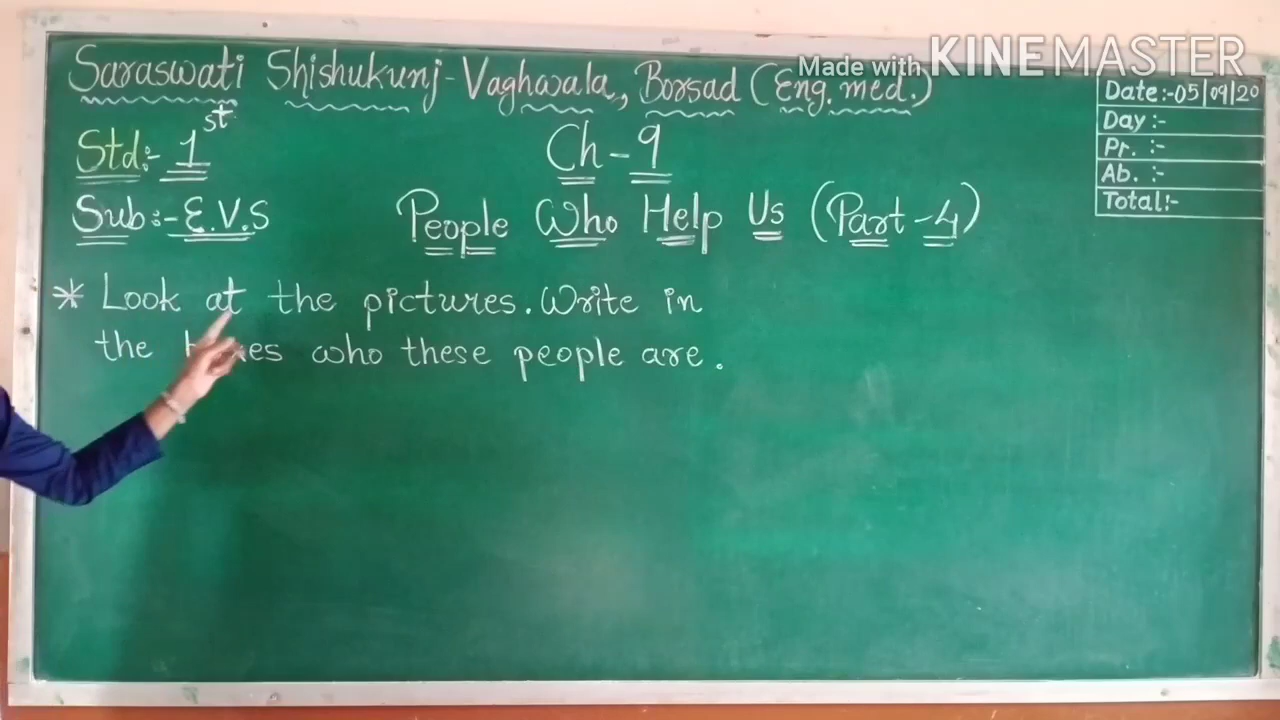 Saraswati Shishukunj-Vaghwala, Borsad (Eng. med.)
Made with KINEMASTER
Date:-05/09/20
Day:-
Pr. :-
Ab. :-
Total:-
Std:- 1st
Ch-9
Sub:- E.V.S
People Who Help Us (Part-4)
* Look at the pictures. Write in
the who these people are.